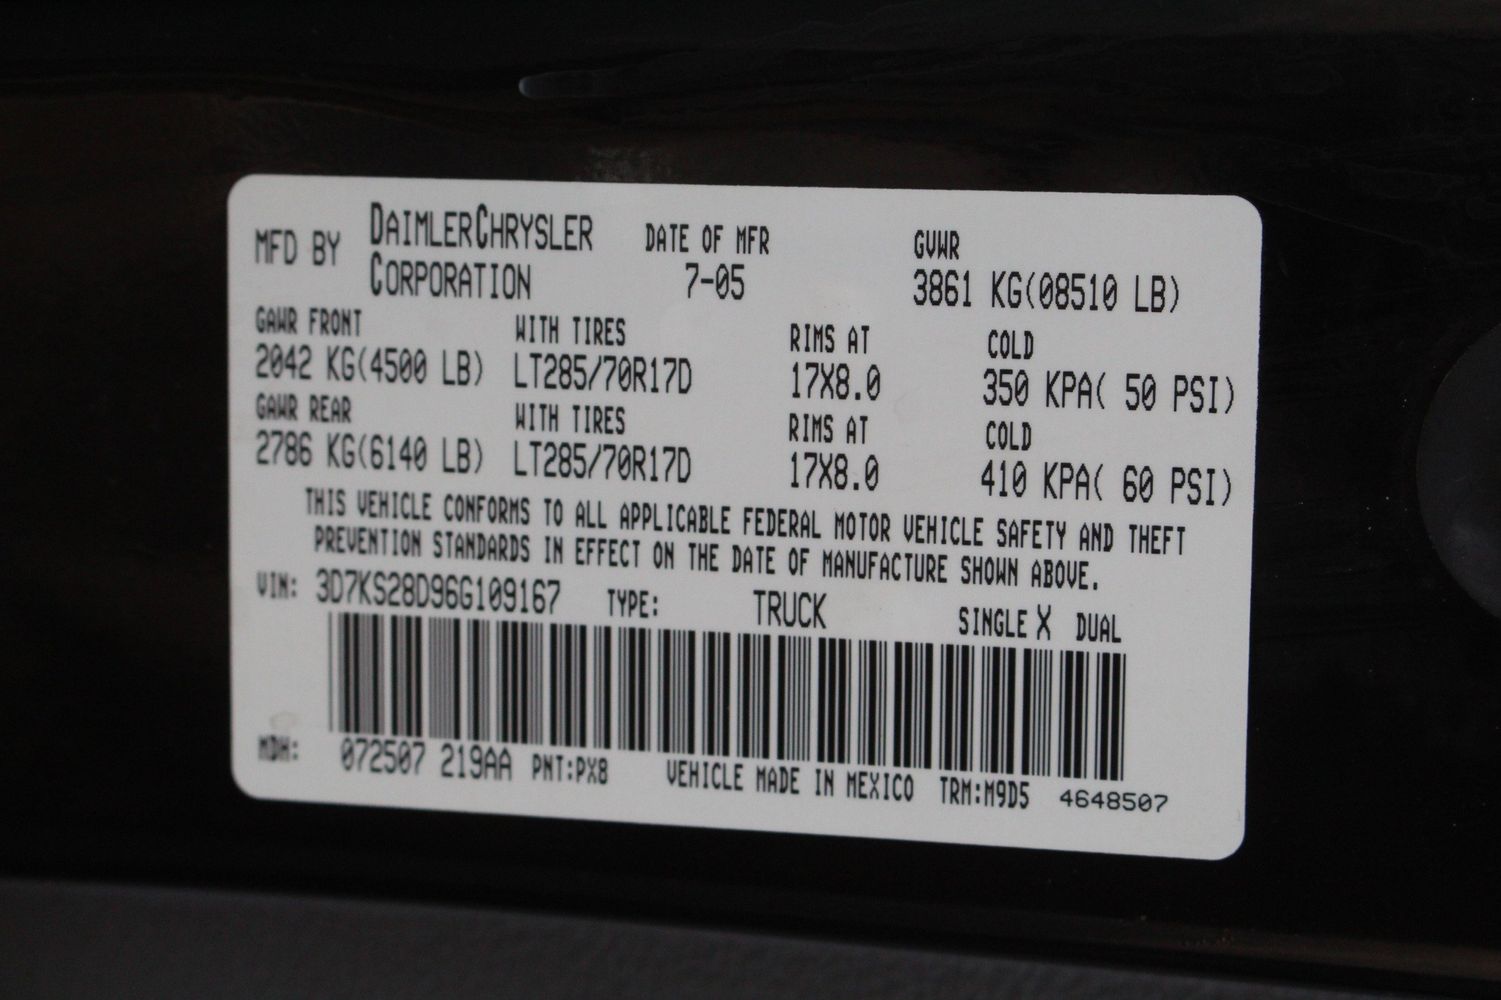 MFD BY DAIMLERCHRYSLER CORPORATION DATE OF MFR 7-05 GVWR 3861 KG(08510 LB)
GAWR FRONT WITH TIRES RIMS AT COLD
2042 KG(4500 LB) LT285/70R17D 17X8.0 350 KPA( 50 PSI)
GAWR REAR WITH TIRES RIMS AT COLD
2786 KG(6140 LB) LT285/70R17D 17X8.0 410 KPA( 60 PSI)
THIS VEHICLE CONFORMS TO ALL APPLICABLE FEDERAL MOTOR VEHICLE SAFETY AND THEFT
PREVENTION STANDARDS IN EFFECT ON THE DATE OF MANUFACTURE SHOWN ABOVE.
VIN: 3D7KS28D96G109167 TYPE: TRUCK SINGLE X DUAL
MDH: 072507 219AA PNT:PX8 VEHICLE MADE IN MEXICO TRM:M9D5 4648507